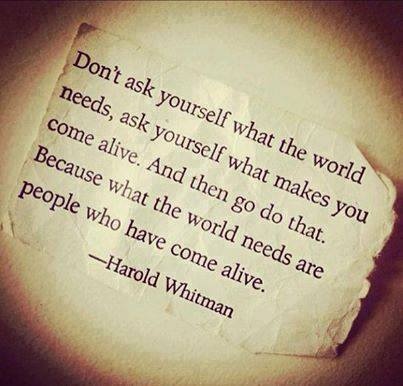 Don't ask yourself what the world
needs, ask yourself what makes you
come alive. And then go do that.
Because what the world needs are
people who have come alive.
—Harold Whitman